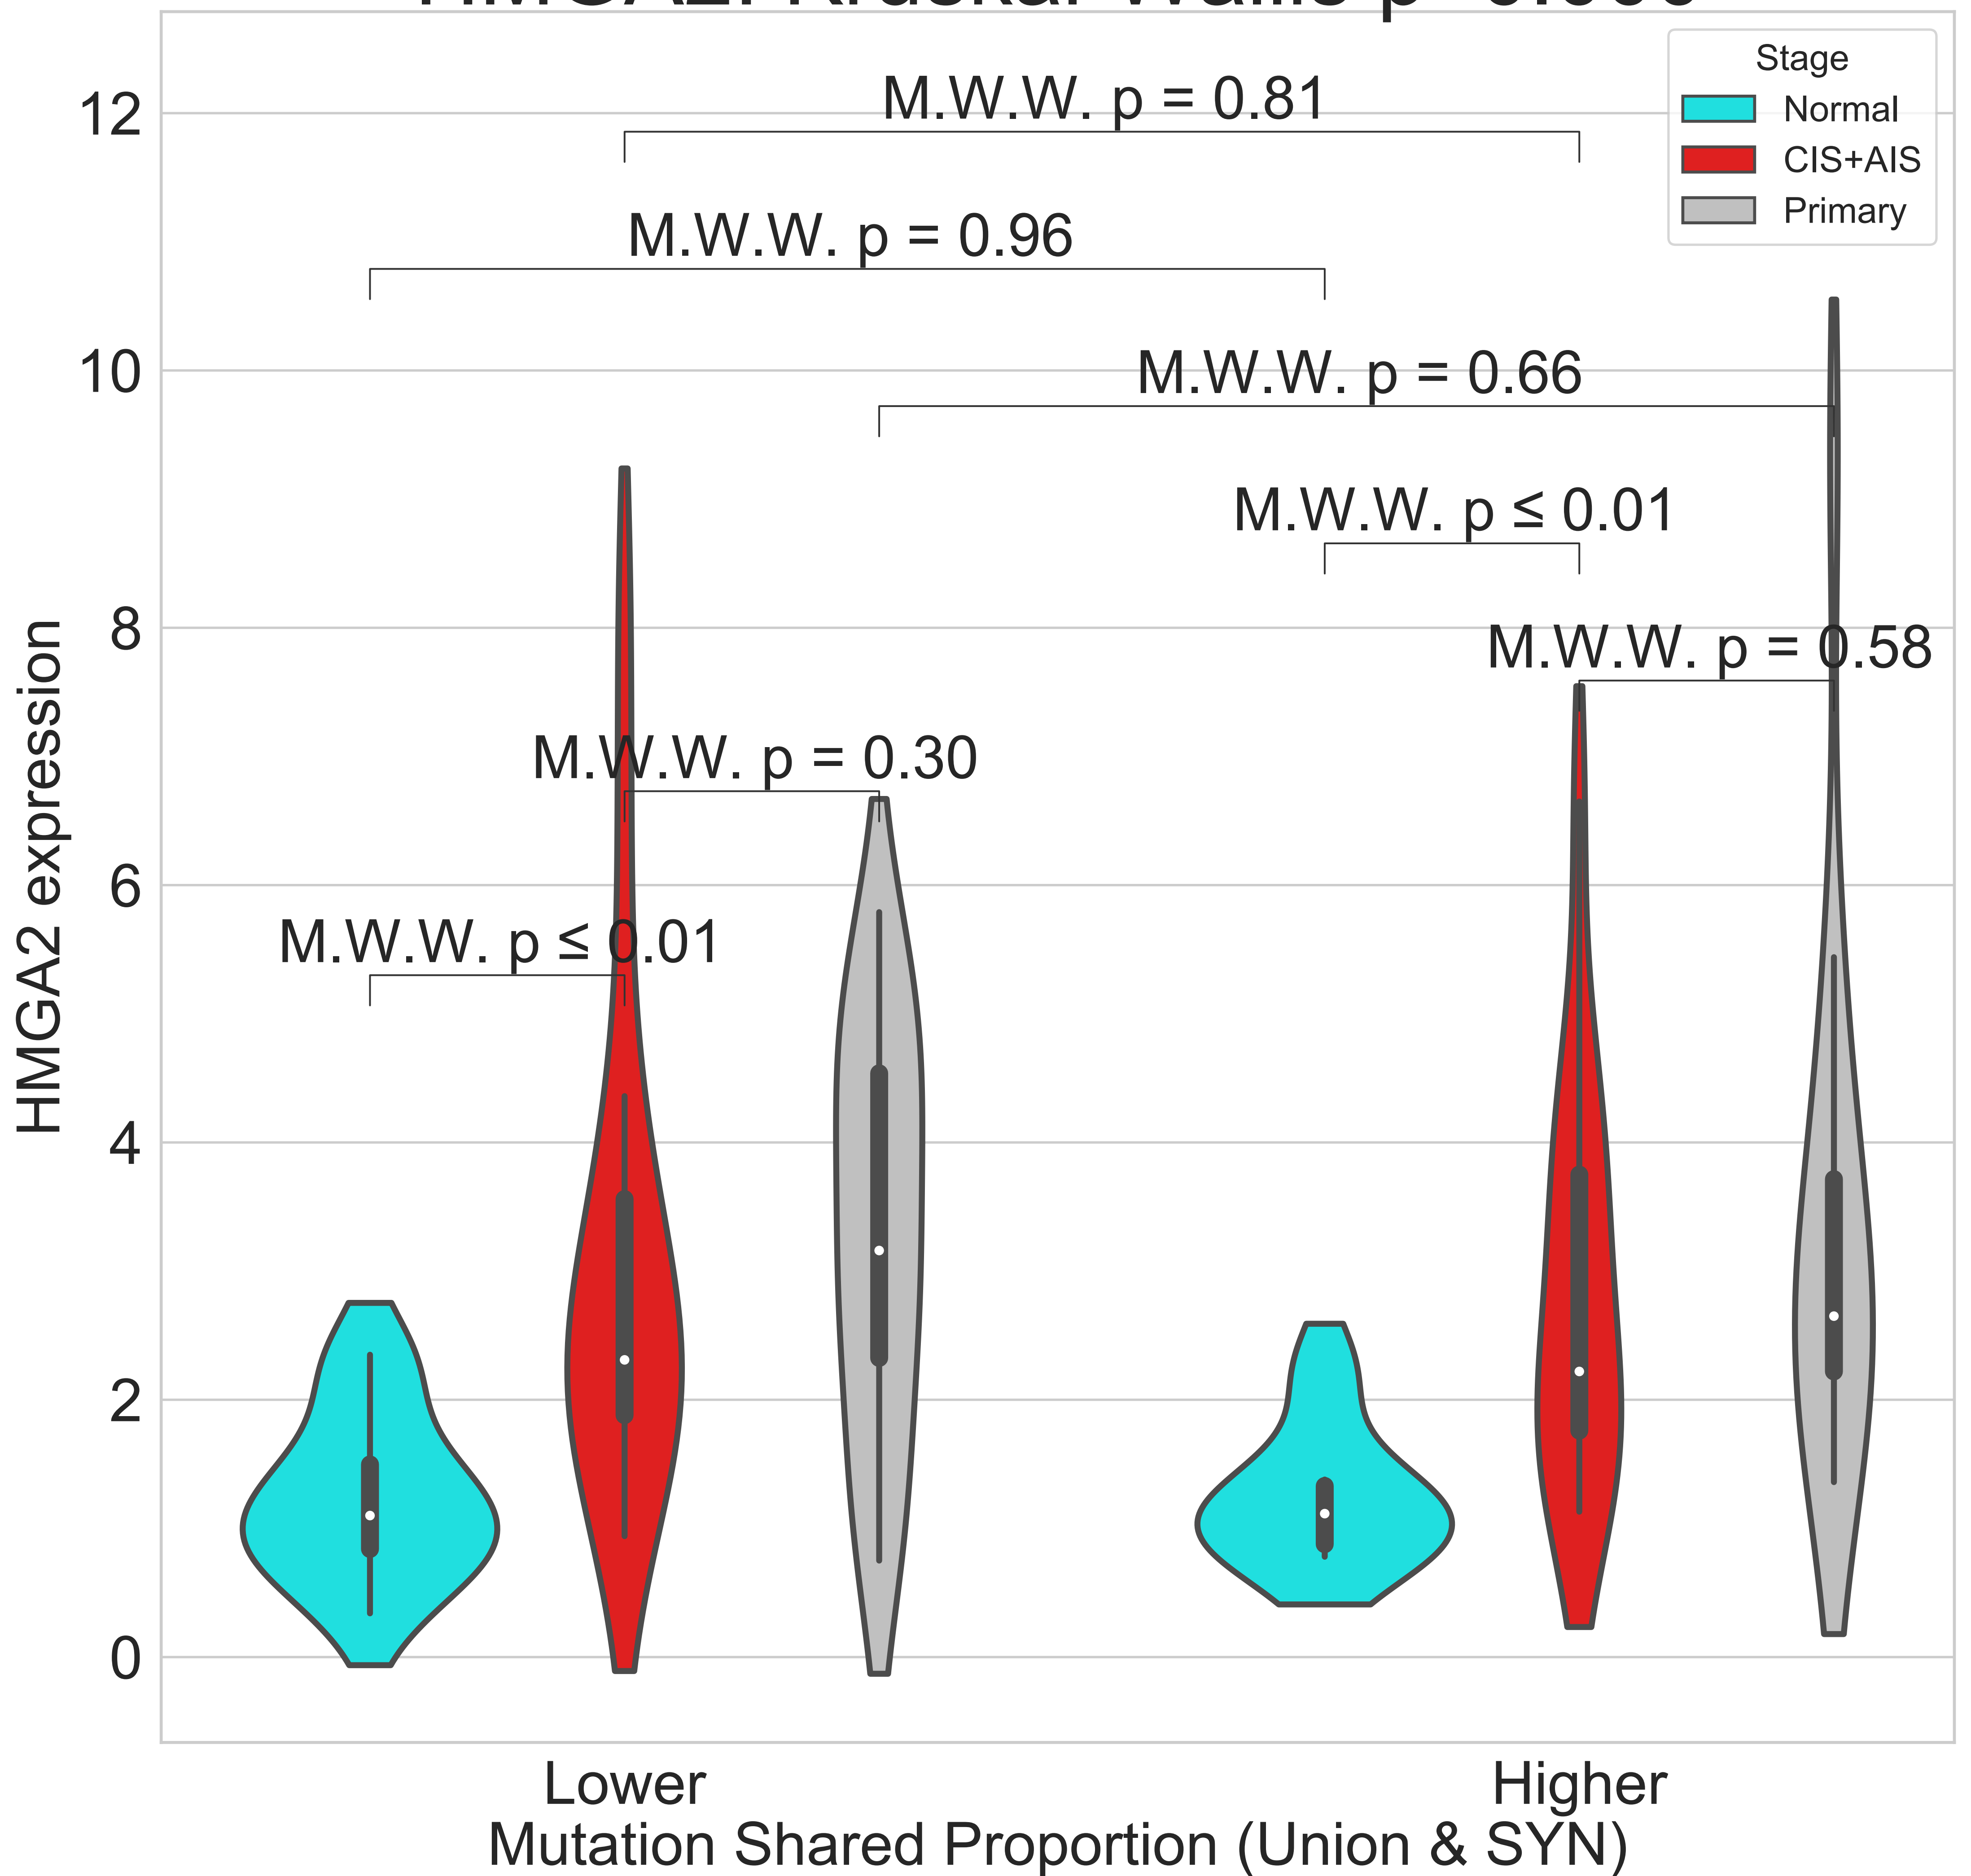 Stage
Normal
CIS+AIS
Primary
12
10
8
6
4
2
0
HMGA2 expression
M.W.W. p = 0.81
M.W.W. p = 0.96
M.W.W. p = 0.66
M.W.W. p ≤ 0.01
M.W.W. p = 0.58
M.W.W. p = 0.30
M.W.W. p ≤ 0.01
Lower
Higher
Mutation Shared Proportion (Union & SYN)